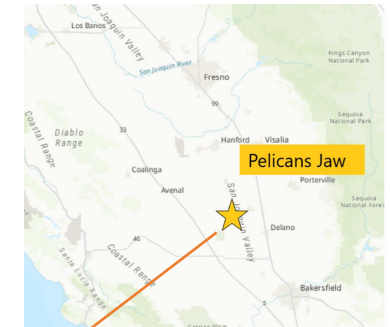 Los Banos
San Joaquin Valley
San Joaquin River
Kings Canyon
National Park
Fresno
99
Sequoia
National Park
Coastal Range
Diablo
Range
33
Hanford
Visalia
Pelicans Jaw
Coalinga
Porterville
Avenal
Sequoia
National Fores
San Joaquin Valley
Delano
46
Coastal Range
Santa Lucia Range
Bakersfield
5